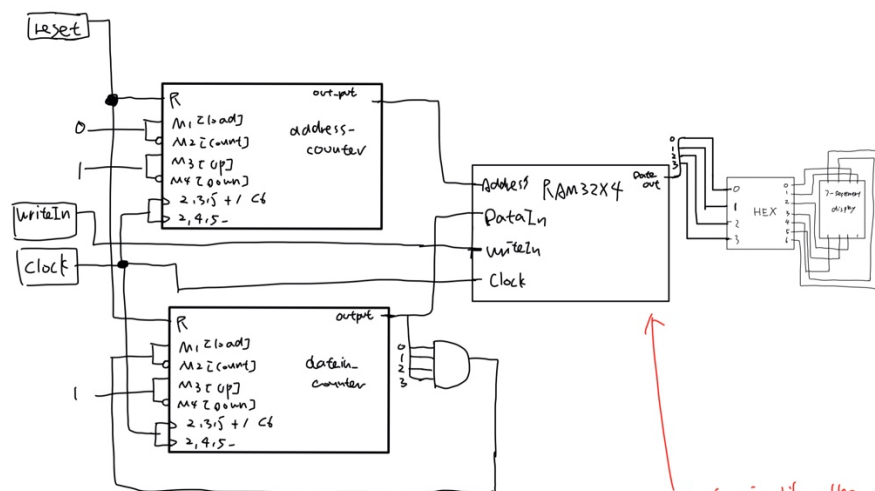 reset
R
output
M1 [load]
M2 [count]
M3 [up]
M4 [Down]
2,3,5 + / C6
2,4,5 -
address-
counter
0
1
writeIn
Clock
Address
RAM32X4
Data
out
DataIn
writeIn
Clock
0
1
2
3
0
1
2
3
HEX
0
1
2
3
4
5
6
7-segment
display
R
output
M1 [load]
M2 [count]
M3 [up]
M4 [Down]
2,3,5 + / C6
2,4,5 -
datein_
counter
1
0
1
2
3